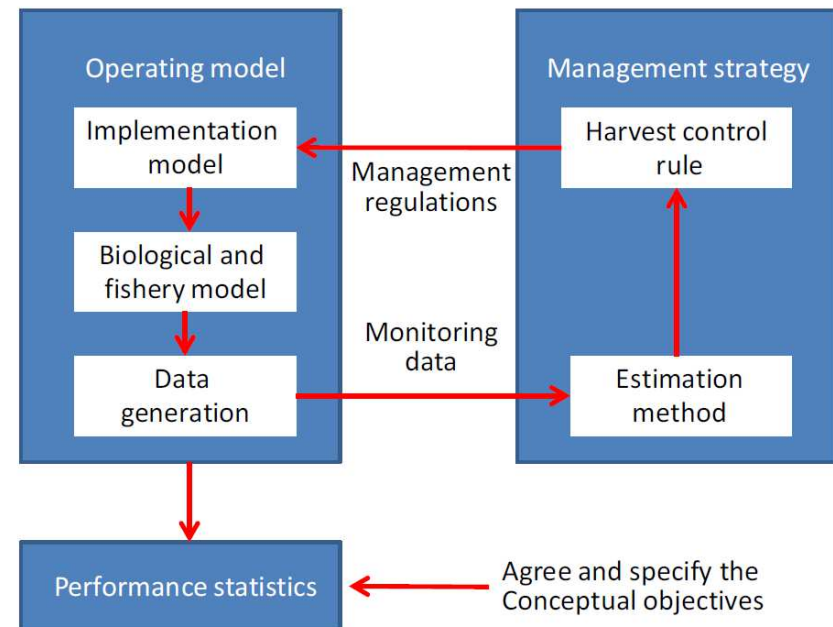 Operating model
Implementation
model
Biological and
fishery model
Data
generation
Management
regulations
Monitoring
data
Management strategy
Harvest control
rule
Estimation
method
Performance statistics
Agree and specify the
Conceptual objectives